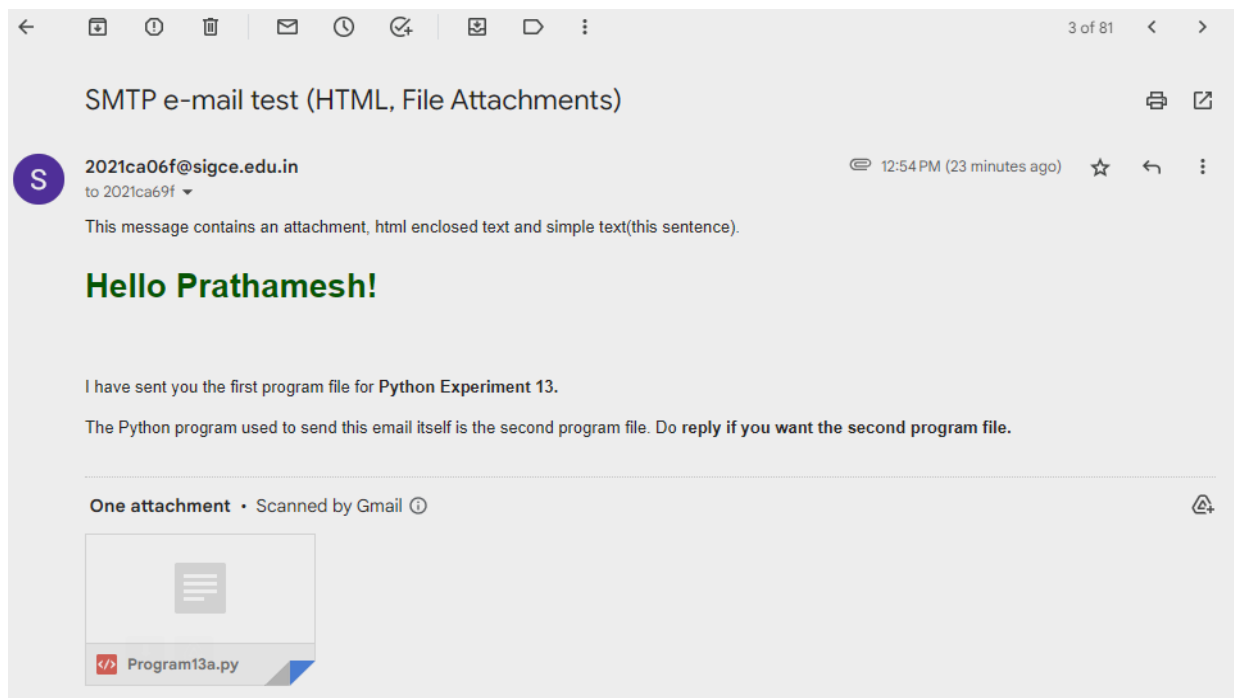 3 of 81
SMTP e-mail test (HTML, File Attachments)
S
2021ca06f@sigce.edu.in
12:54 PM (23 minutes ago)
to 2021ca69f
This message contains an attachment, html enclosed text and simple text(this sentence).
Hello Prathamesh!
I have sent you the first program file for Python Experiment 13.
The Python program used to send this email itself is the second program file. Do reply if you want the second program file.
One attachment • Scanned by Gmail
Program13a.py